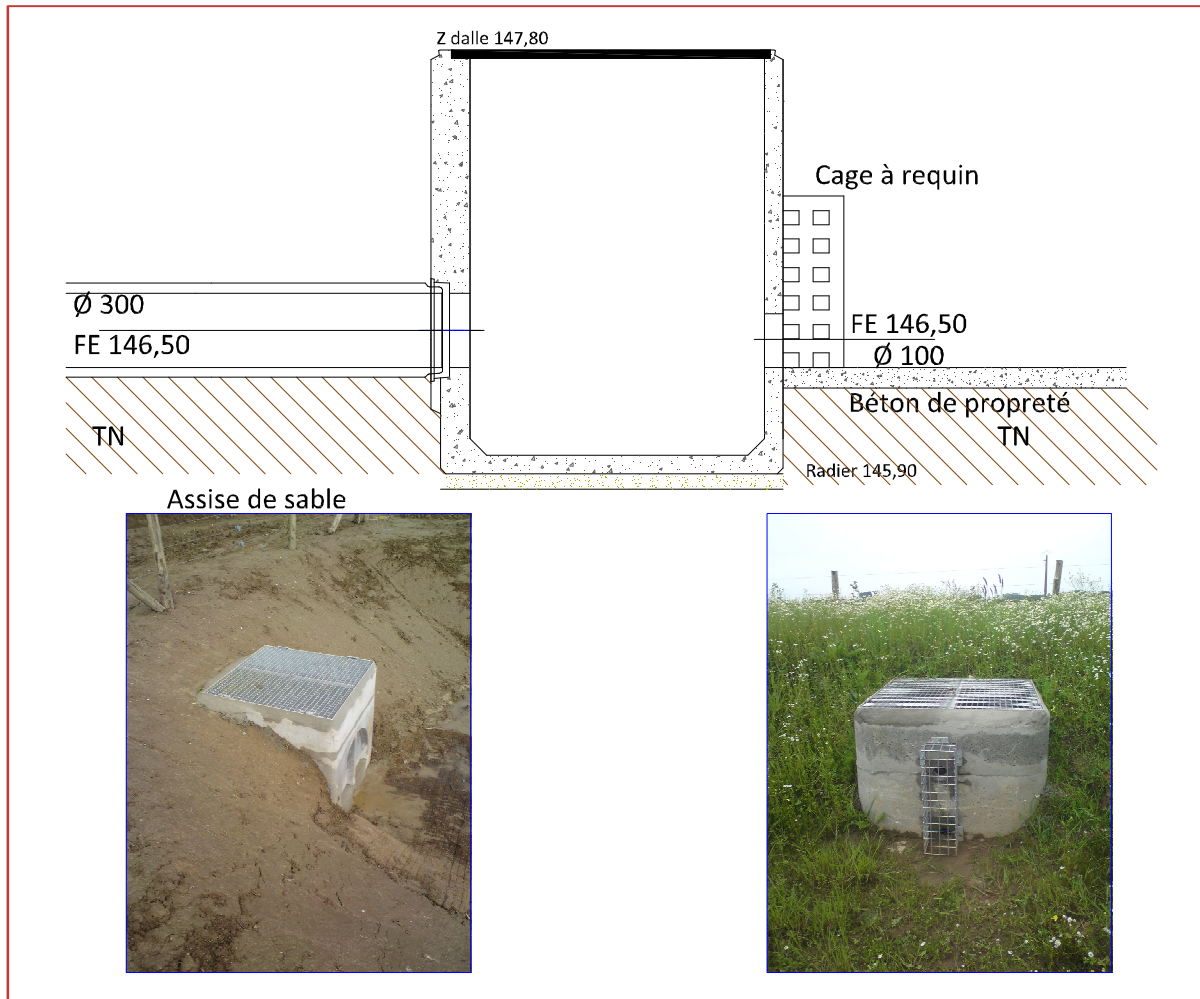 Z dalle 147,80
Cage à requin
Ø 300
FE 146,50
FE 146,50
Ø 100
Béton de propreté
TN
TN
Radier 145,90
Assise de sable